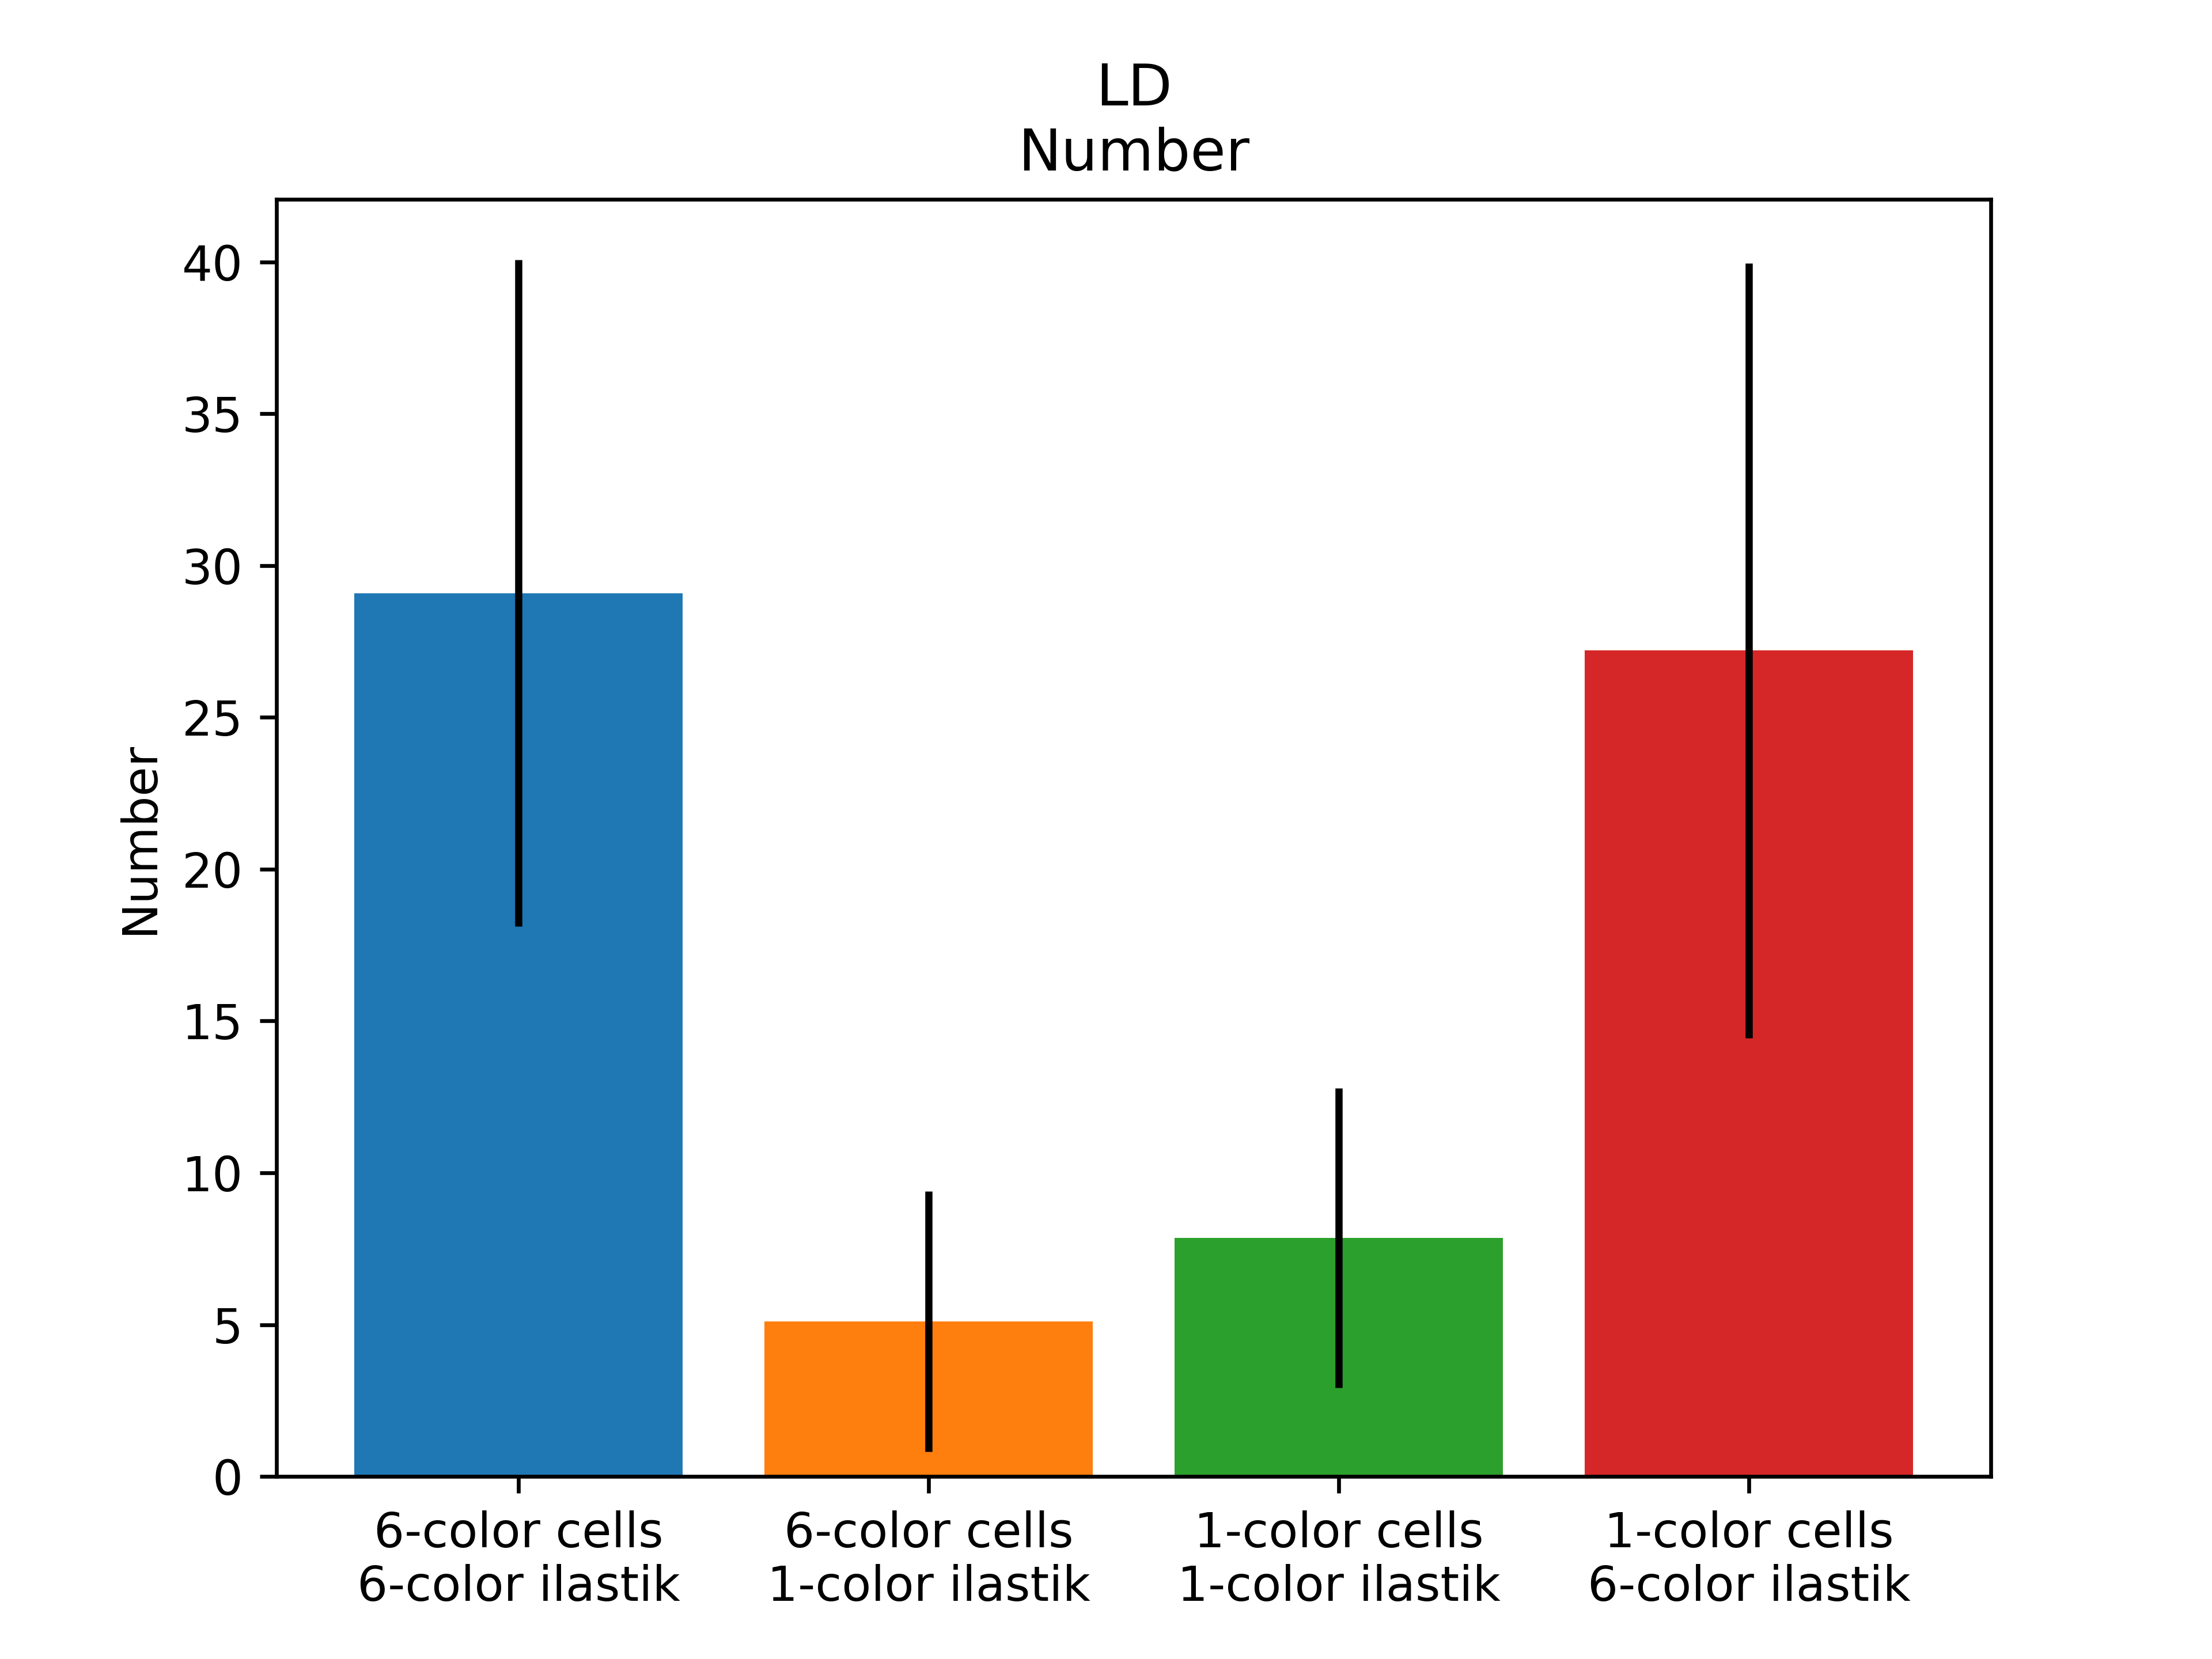 LD
Number
Number
40
35
30
25
20
15
10
5
0
6-color cells
6-color ilastik
6-color cells
1-color ilastik
1-color cells
1-color ilastik
1-color cells
6-color ilastik